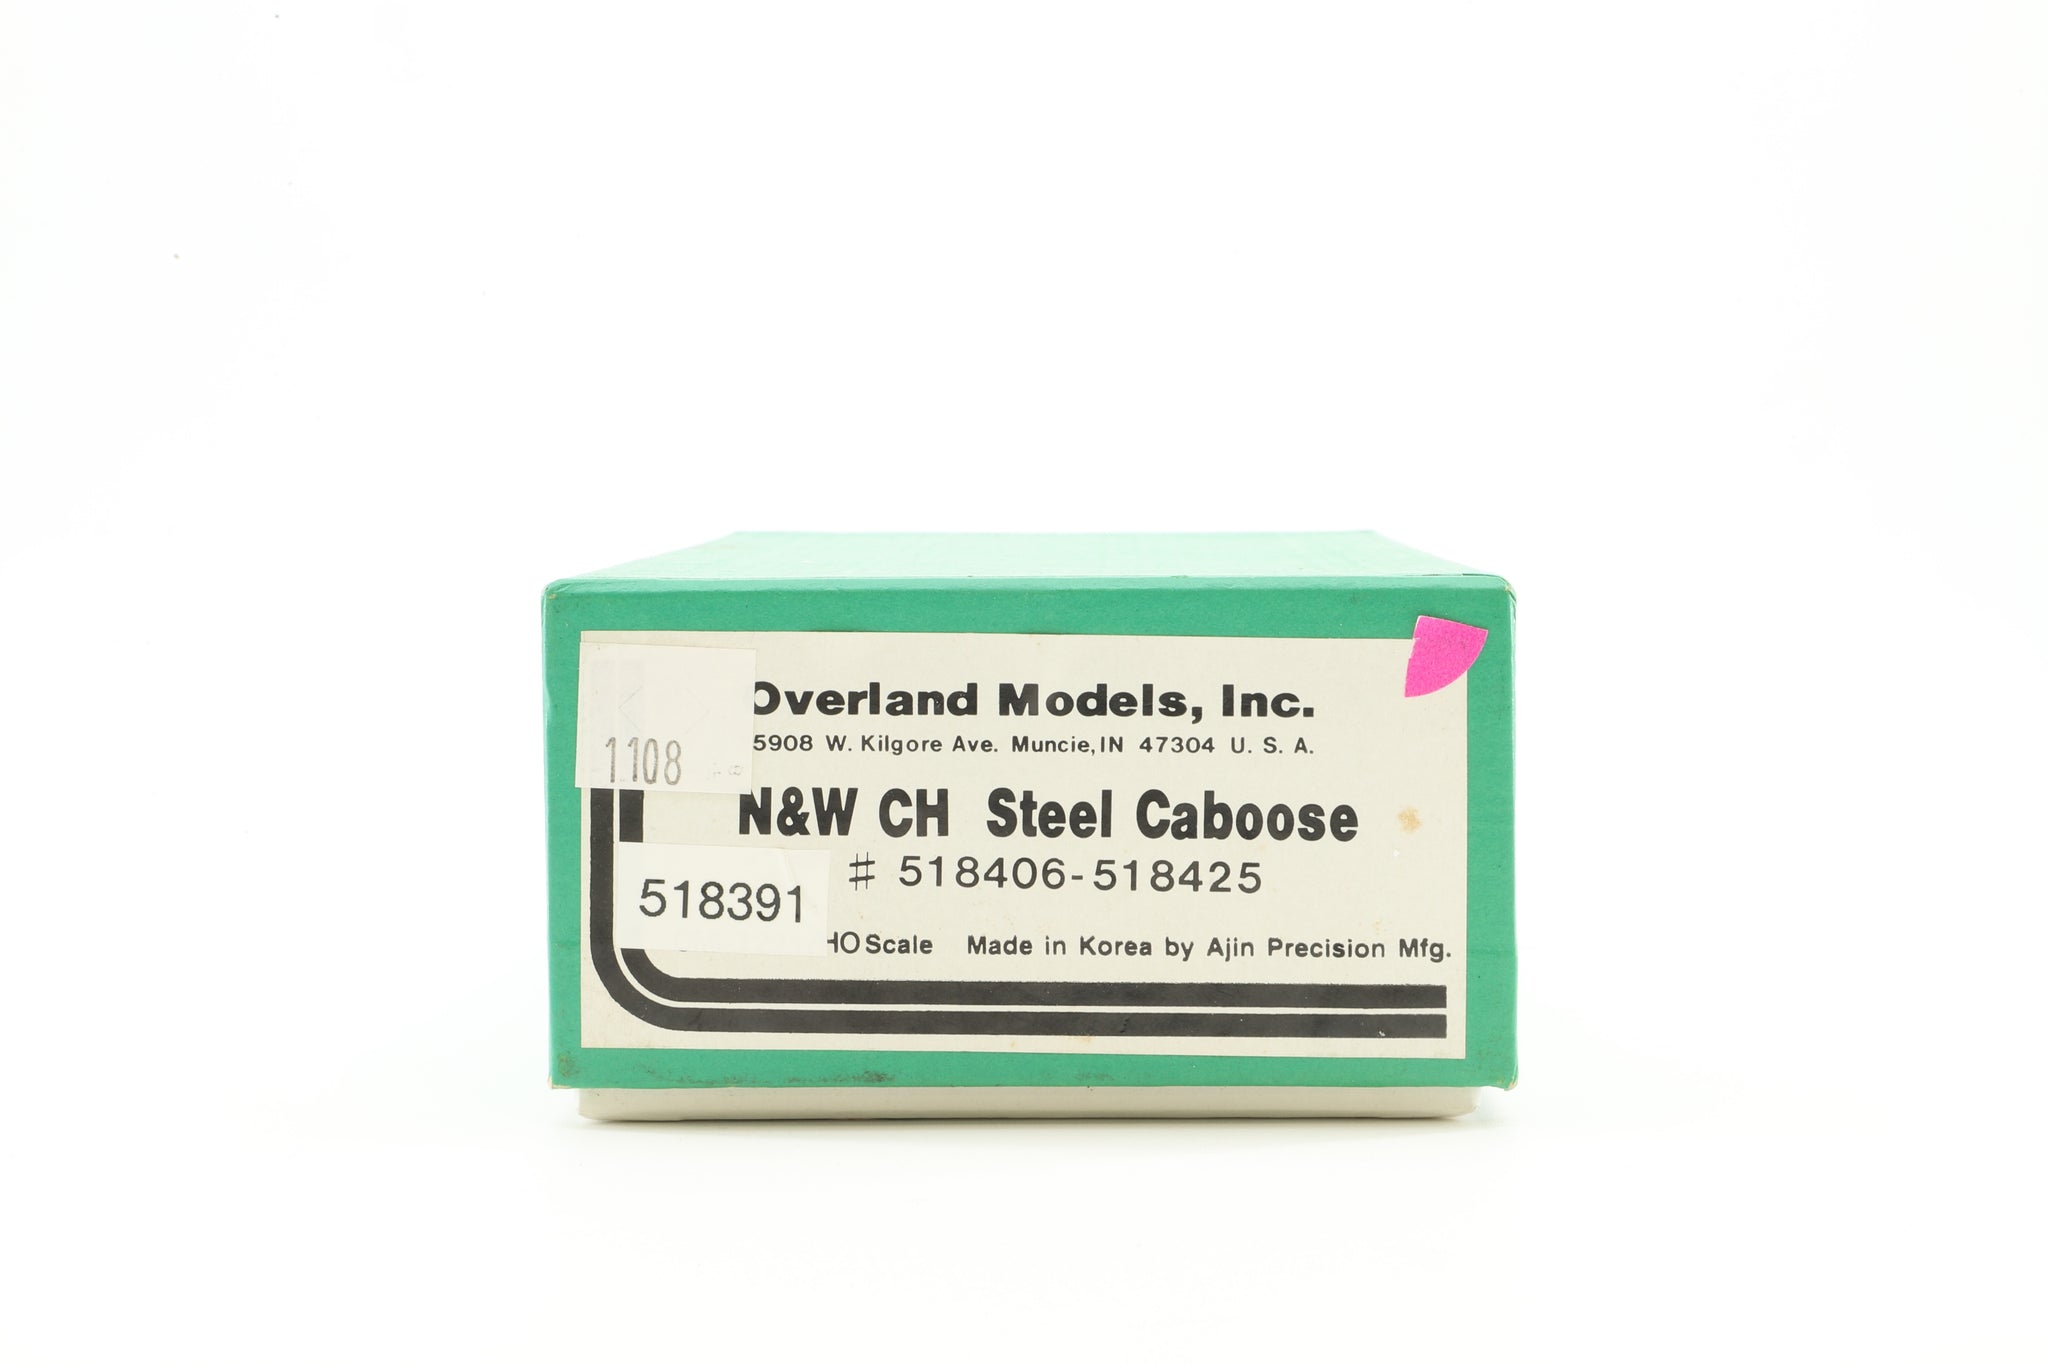 Overland Models, Inc.
5908 W. Kilgore Ave. Muncie, IN 47304 U. S. A.
1108
N&W CH Steel Caboose
# 518406-518425
518391
HO Scale Made in Korea by Ajin Precision Mfg.